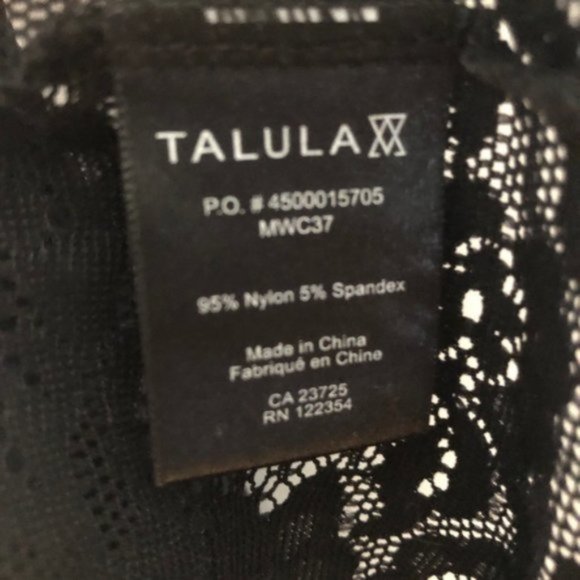 TALULA
P.O. # 4500015705
MWC37
95% Nylon 5% Spandex
Made in China
Fabriqué en Chine
CA 23725
RN 122354